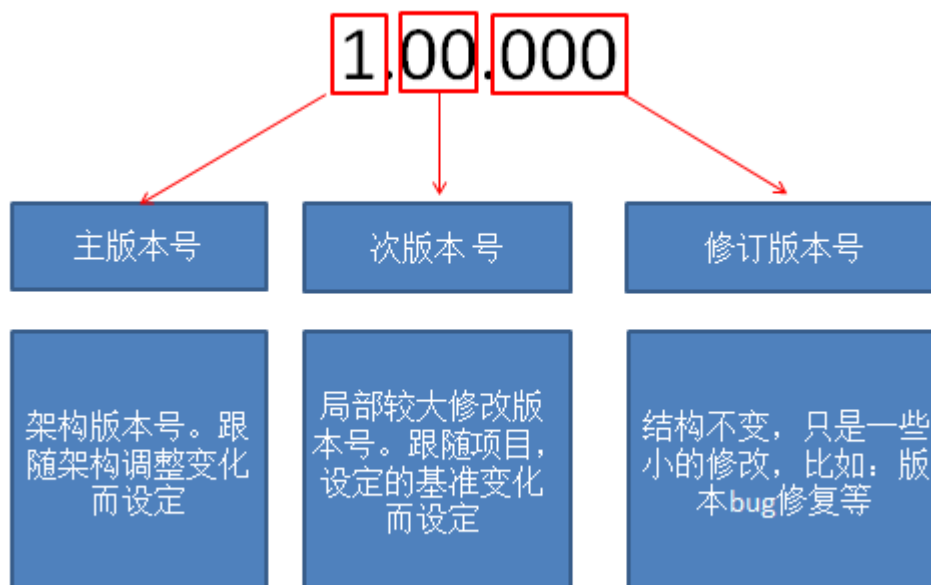 1.00.000
主版本号
次版本号
修订版本号
架构版本号。跟
随架构调整变化
而设定
局部较大修改版
本号。跟随项目，
设定的基准变化
而设定
结构不变，只是一些
小的修改，比如：版
本bug修复等